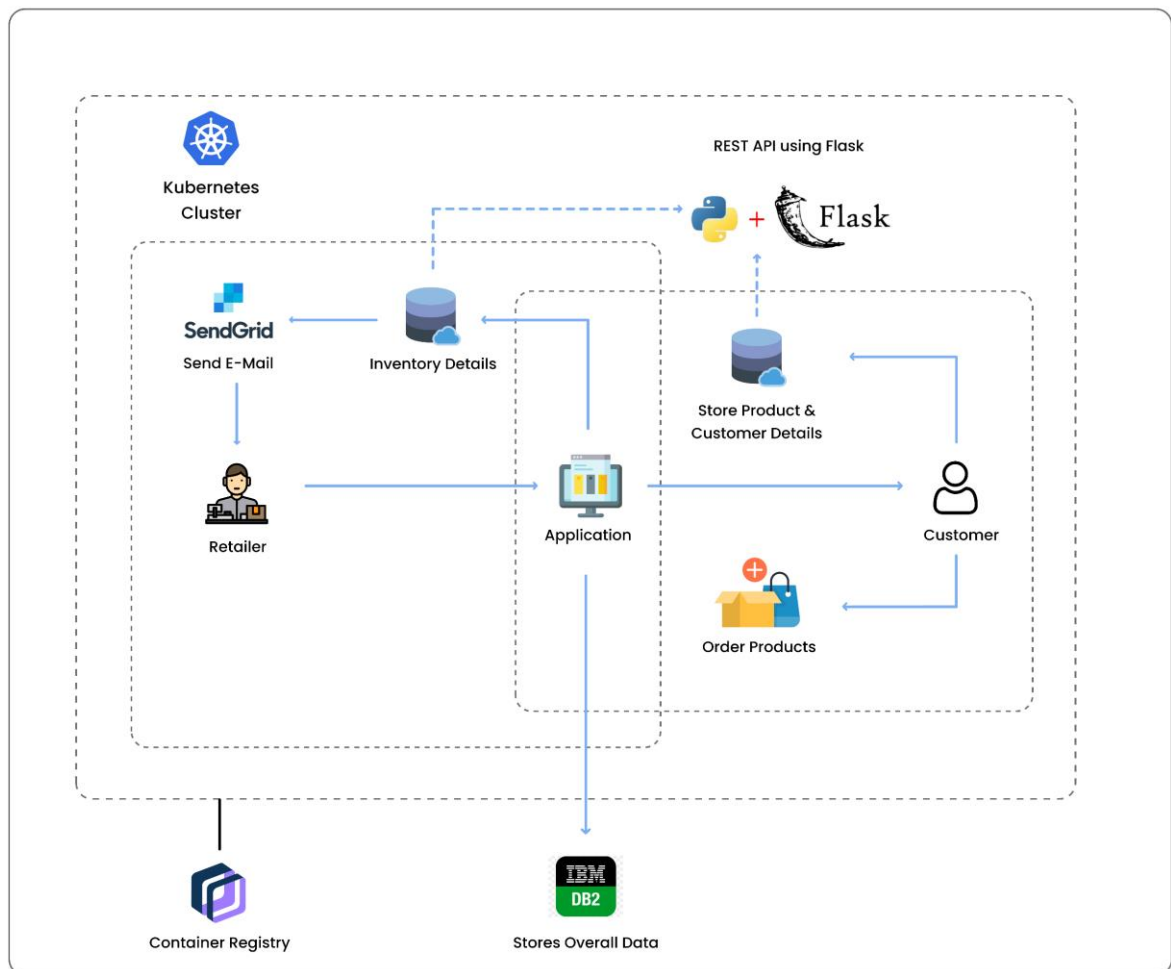 Kubernetes
Cluster
REST API using Flask
+ Flask
SendGrid
Send E-Mail
Inventory Details
Store Product &
Customer Details
Retailer
Application
Customer
Order Products
IBM
DB2
Container Registry
Stores Overall Data